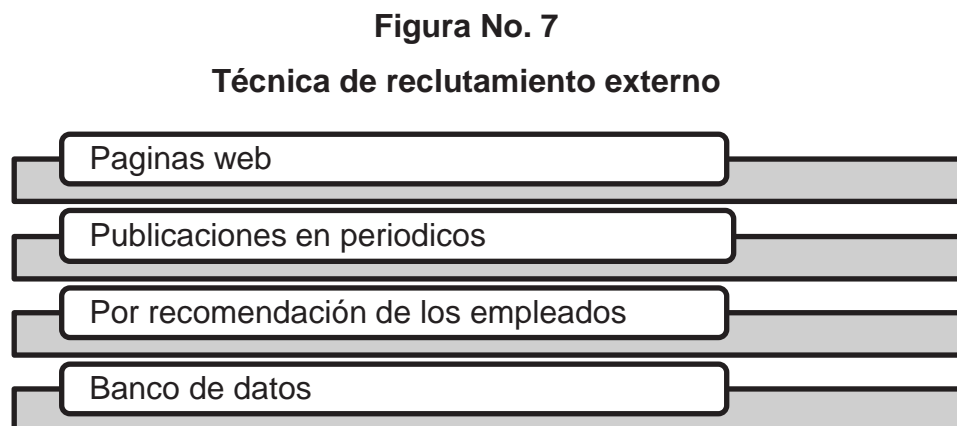 Figura No. 7
Técnica de reclutamiento externo
Paginas web
Publicaciones en periodicos
Por recomendación de los empleados
Banco de datos